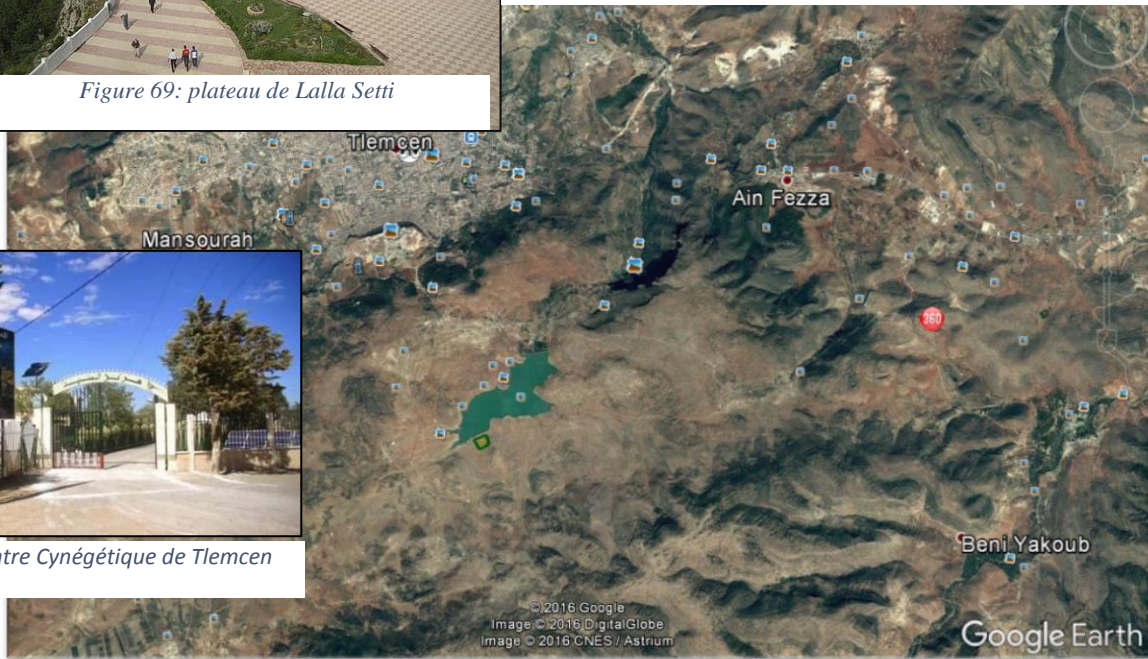 Figure 69: plateau de Lalla Setti
Tlemcen
Ain Fezza
Mansourah
360
Cynégétique de Tlemcen
Beni Yakoub
© 2016 Google
Image © 2016 DigitalGlobe
Image © 2016 CNES / Astrium
Google Earth